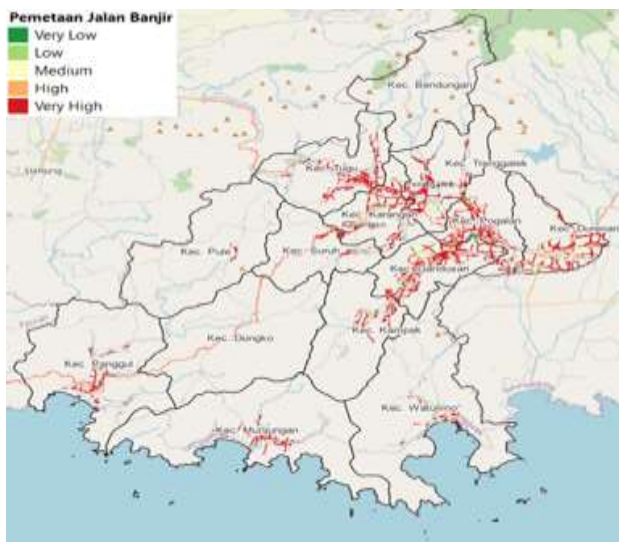 Pemetaan Jalan Banjir
Very Low
Low
Medium
High
Very High
Kec. Bendungan
Kec. Trenggalek
Kec. Tugu
Kec. Karangan
Kec. Pogalan
Kec. Durenan
Kec. Pule
Kec. Suruh
Kec. Gandusari
Kec. Kampak
Kec. Dongko
Kec. Panggul
Kec. Munjungan
Kec. Watulimo